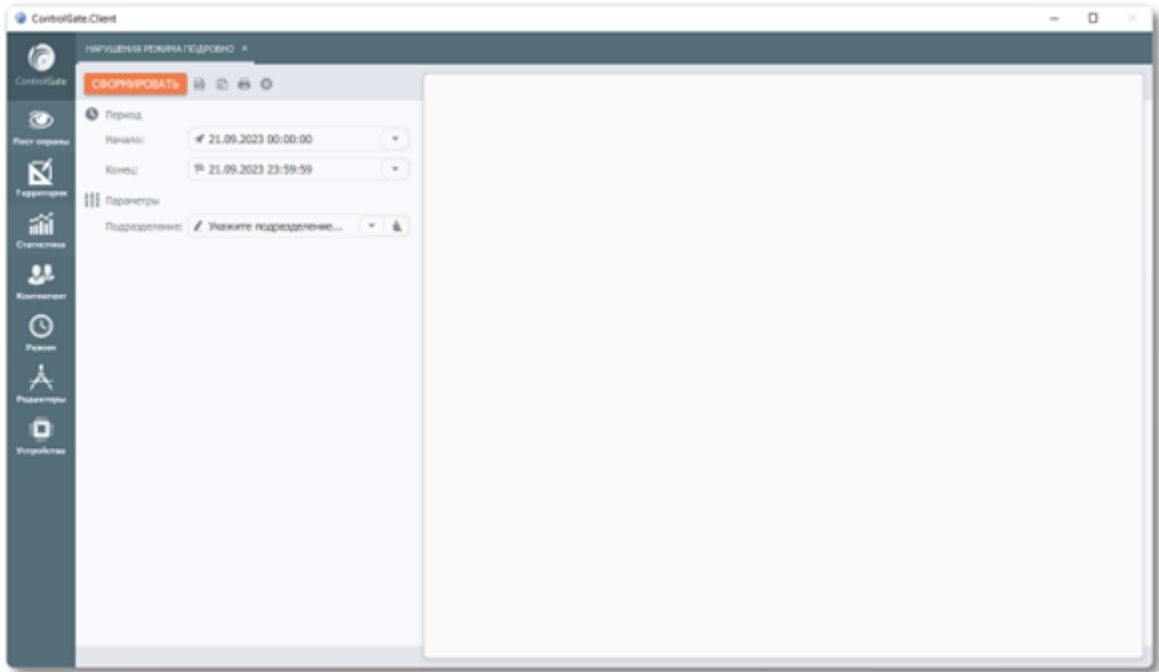 ControlGate.Client
ControlGate
НАРУШЕНИЯ РЕЖИМА ПОДРОБНО
СФОРМИРОВАТЬ
Период
Начало: 21.09.2023 00:00:00
Конец: 21.09.2023 23:59:59
Параметры
Подразделение: Укажите подразделение...
Пост охраны
Территория
Статистика
Контингент
Режим
Редакторы
Устройства